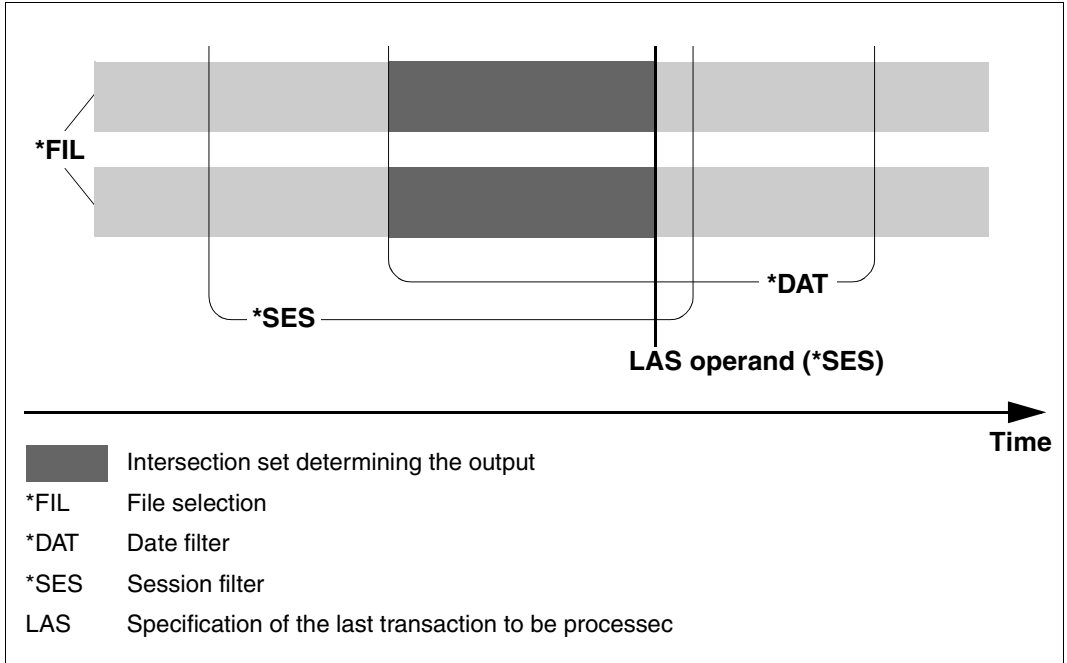 *FIL
*DAT
*SES
LAS operand (*SES)
Time
Intersection set determining the output
*FIL File selection
*DAT Date filter
*SES Session filter
LAS Specification of the last transaction to be processec